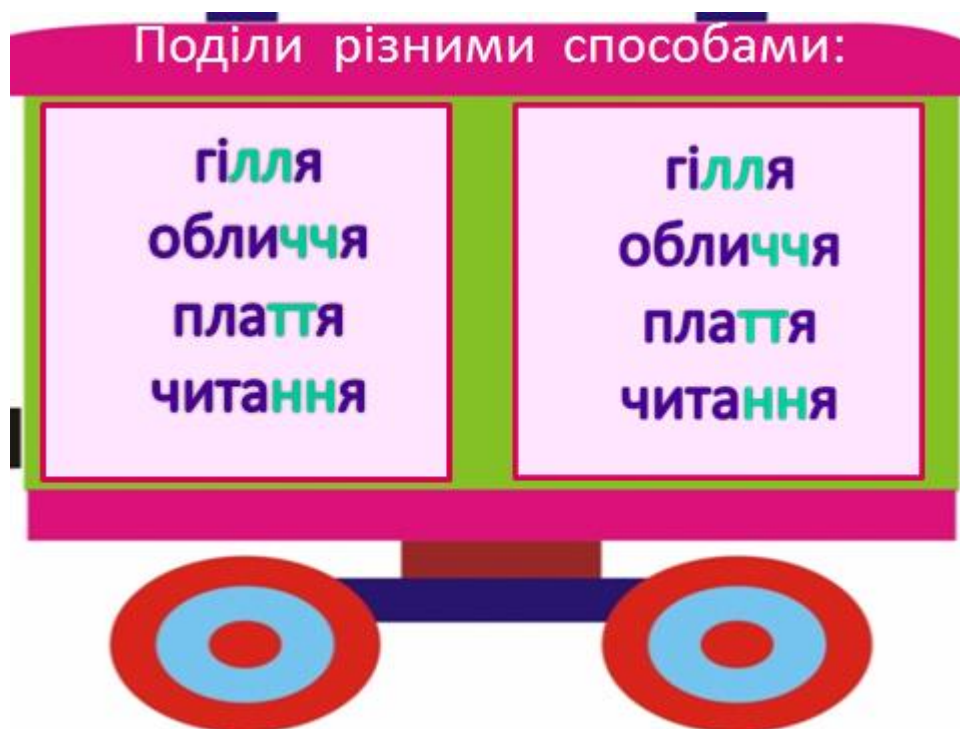 Поділи різними способами:
гілля
обличчя
плаття
читання
гілля
обличчя
плаття
читання